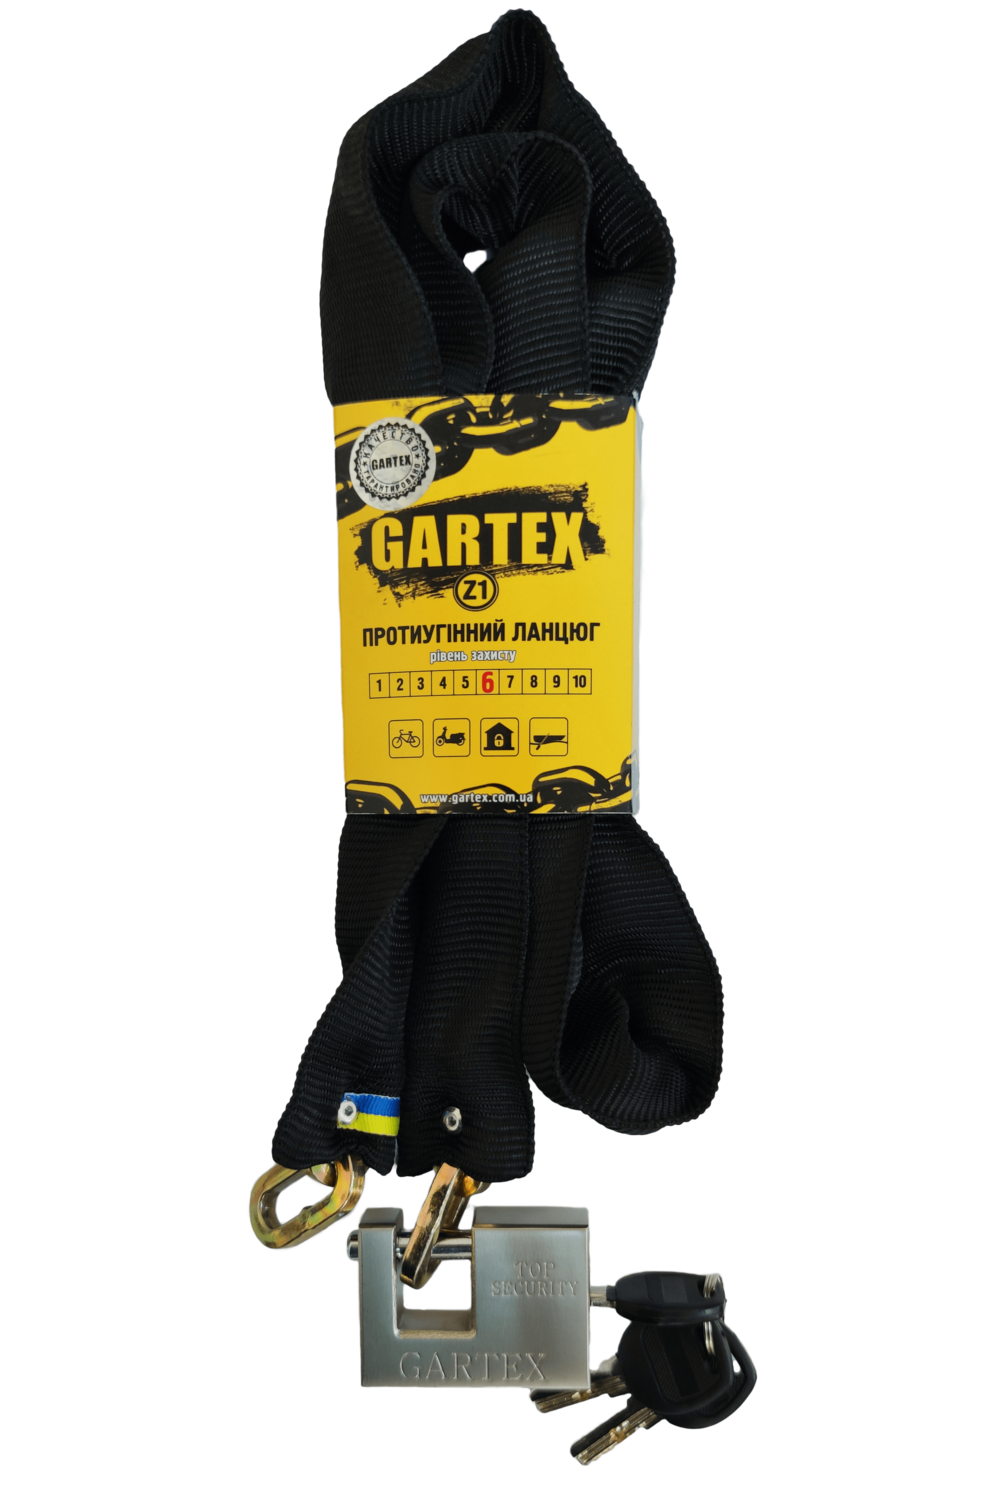 КАЧЕСТВО
GARTEX
ГАРАНТИРОВАНО
GARTEX
Z1
ПРОТИУГІННИЙ ЛАНЦЮГ
рівень захисту
1 2 3 4 5 6 7 8 9 10
www.gartex.com.ua
TOP
SECURITY
GARTEX